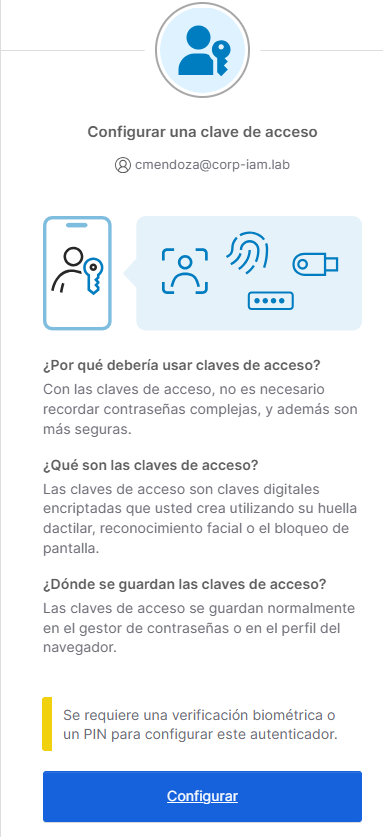 Configurar una clave de acceso
cmendoza@corp-iam.lab
¿Por qué debería usar claves de acceso?
Con las claves de acceso, no es necesario
recordar contraseñas complejas, y además son
más seguras.
¿Qué son las claves de acceso?
Las claves de acceso son claves digitales
encriptadas que usted crea utilizando su huella
dactilar, reconocimiento facial o el bloqueo de
pantalla.
¿Dónde se guardan las claves de acceso?
Las claves de acceso se guardan normalmente
en el gestor de contraseñas o en el perfil del
navegador.
Se requiere una verificación biométrica o
un PIN para configurar este autenticador.
Configurar